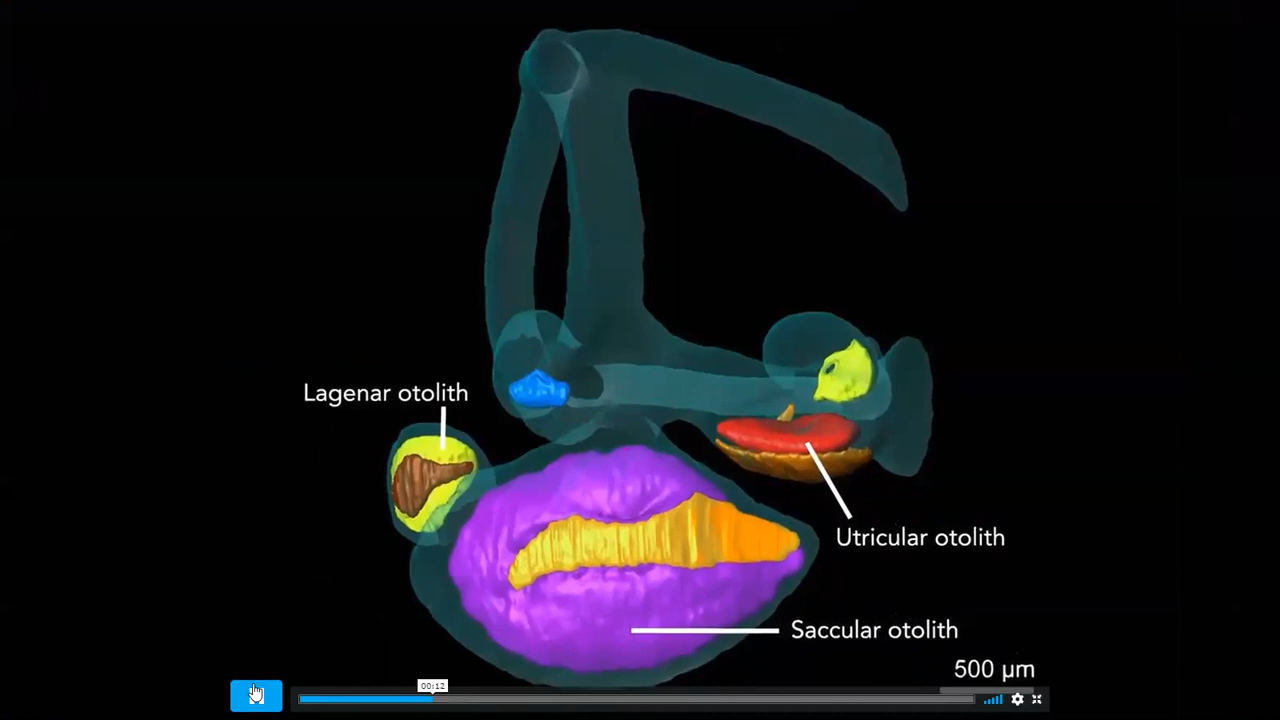 Lagenar otolith
Utricular otolith
Saccular otolith
500 µm
00:12